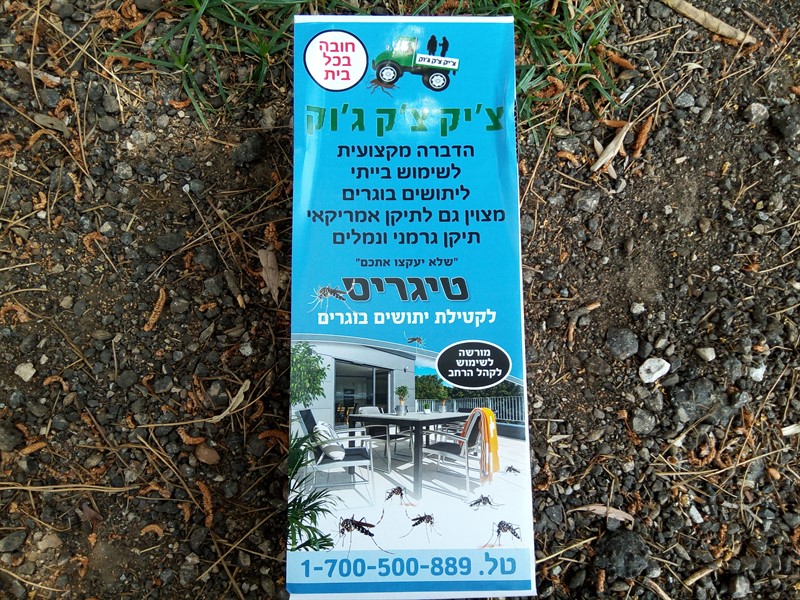 חובה
בכל
בית
צ'יק צ'ק ג'וק
צ'יק צ'ק ג'וק
הדברה מקצועית
לשימוש בייתי
ליתושים בוגרים
מצוין גם לתיקן אמריקאי
תיקן גרמני ונמלים
"שלא יעקצו אתכם"
טיגריס
לקטילת יתושים בוגרים
מורשה
לשימוש
לקהל הרחב
טל. 1-700-500-889